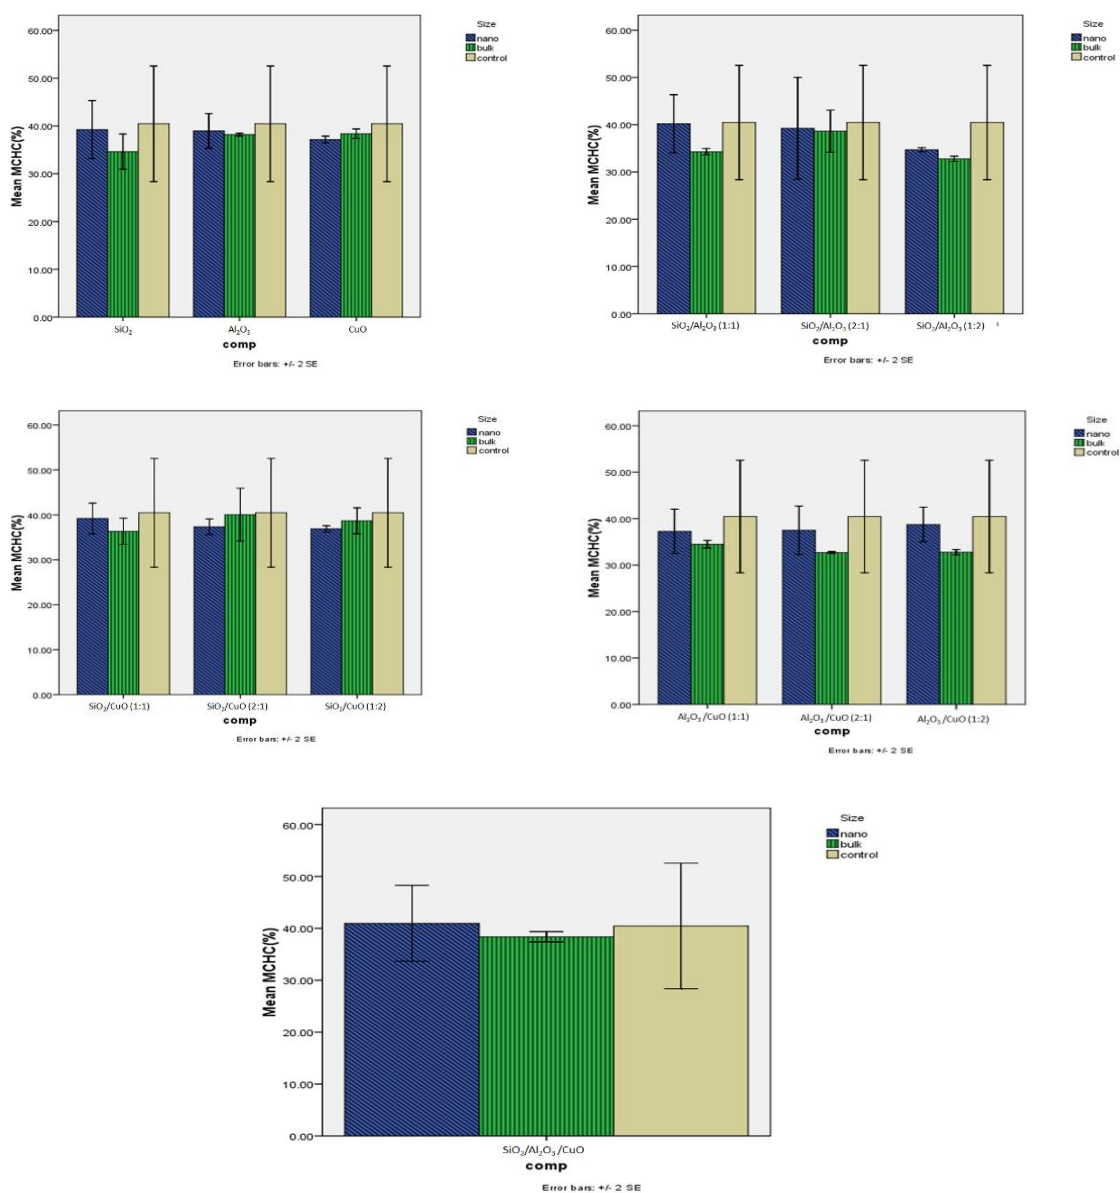 Size
nano
bulk
control
Mean MCHC(%)
60.00
50.00
40.00
30.00
20.00
10.00
0.00
SiO₂ Al₂O₃ CuO
comp
Error bars: +/- 2 SE
Size
nano
bulk
control
Mean MCHC(%)
60.00
50.00
40.00
30.00
20.00
10.00
0.00
SiO₂/Al₂O₃ (1:1) SiO₂/Al₂O₃ (2:1) SiO₂/Al₂O₃ (1:2)
comp
Error bars: +/- 2 SE
Size
nano
bulk
control
Mean MCHC(%)
60.00
50.00
40.00
30.00
20.00
10.00
0.00
SiO₂/CuO (1:1) SiO₂/CuO (2:1) SiO₂/CuO (1:2)
comp
Error bars: +/- 2 SE
Size
nano
bulk
control
Mean MCHC(%)
60.00
50.00
40.00
30.00
20.00
10.00
0.00
Al₂O₃/CuO (1:1) Al₂O₃/CuO (2:1) Al₂O₃/CuO (1:2)
comp
Error bars: +/- 2 SE
Size
nano
bulk
control
Mean MCHC(%)
60.00
50.00
40.00
30.00
20.00
10.00
0.00
SiO₂/Al₂O₃/CuO
comp
Error bars: +/- 2 SE